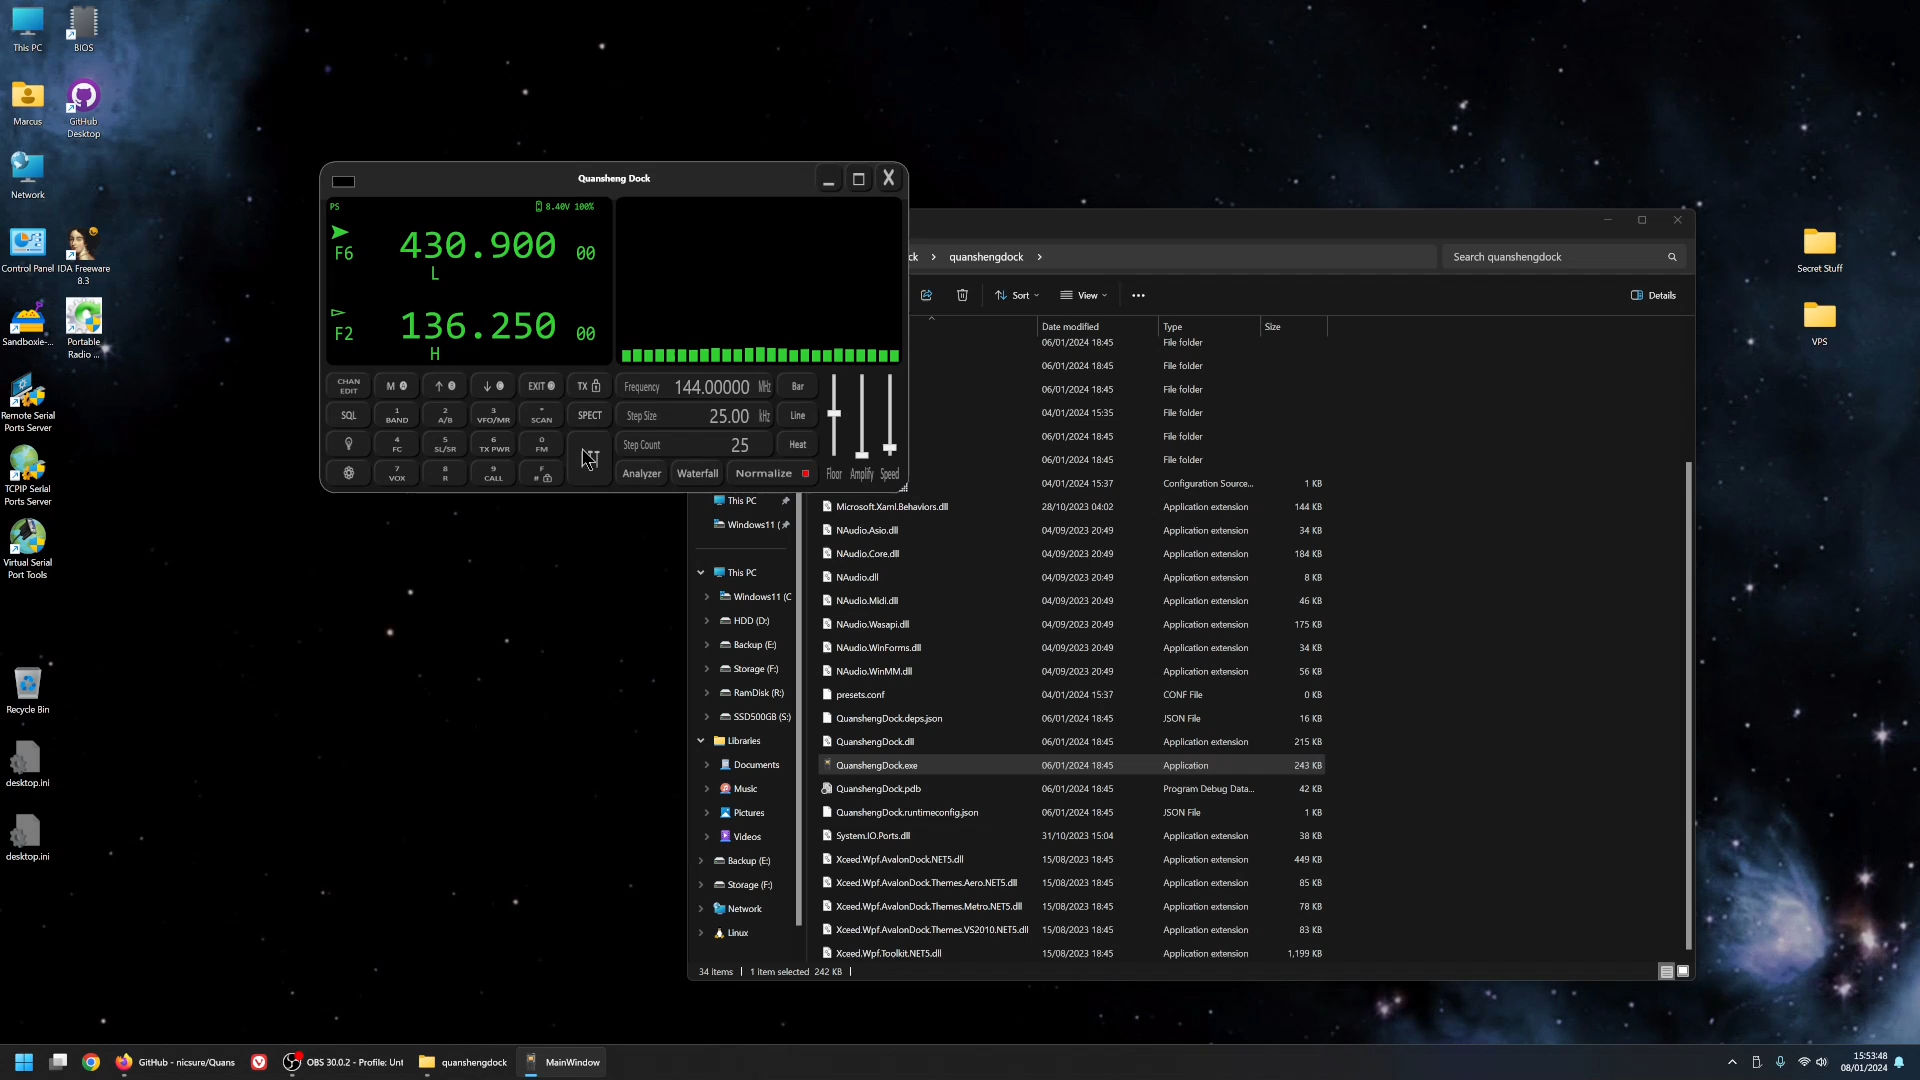 This PC
BIOS
Marcus
GitHub
Desktop
Network
Control Panel
IDA Freeware
8.3
Sandboxie-...
Portable
Radio ...
Remote Serial
Ports Server
TCPIP Serial
Ports Server
Virtual Serial
Port Tools
Recycle Bin
desktop.ini
desktop.ini
Secret Stuff
VPS
Quansheng Dock
PS
8.40V 100%
F6
430.900 00
L
F2
136.250 00
H
CHAN
EDIT
M A
B
C
EXIT D
TX
SQL
1
BAND
2
A/B
3
VFO/MR
*
SCAN
SPECT
4
FC
5
SL/SR
6
TX PWR
0
FM
7
VOX
8
R
9
CALL
F
#
Frequency 144.00000 MHz
Bar
Step Size 25.00 kHz
Line
Step Count 25
Heat
Analyzer
Waterfall
Normalize
Floor
Amplify
Speed
ck
quanshengdock
Search quanshengdock
Sort
View
Details
Date modified
Type
Size
06/01/2024 18:45 File folder
06/01/2024 18:45 File folder
06/01/2024 18:45 File folder
04/01/2024 15:35 File folder
06/01/2024 18:45 File folder
06/01/2024 18:45 File folder
04/01/2024 15:37 Configuration Source... 1 KB
Microsoft.Xaml.Behaviors.dll 28/10/2023 04:02 Application extension 144 KB
NAudio.Asio.dll 04/09/2023 20:49 Application extension 34 KB
NAudio.Core.dll 04/09/2023 20:49 Application extension 184 KB
NAudio.dll 04/09/2023 20:49 Application extension 8 KB
NAudio.Midi.dll 04/09/2023 20:49 Application extension 46 KB
NAudio.Wasapi.dll 04/09/2023 20:49 Application extension 175 KB
NAudio.WinForms.dll 04/09/2023 20:49 Application extension 34 KB
NAudio.WinMM.dll 04/09/2023 20:49 Application extension 56 KB
presets.conf 04/01/2024 15:37 CONF File 0 KB
QuanshengDock.deps.json 06/01/2024 18:45 JSON File 16 KB
QuanshengDock.dll 06/01/2024 18:45 Application extension 215 KB
QuanshengDock.exe 06/01/2024 18:45 Application 243 KB
QuanshengDock.pdb 06/01/2024 18:45 Program Debug Data... 42 KB
QuanshengDock.runtimeconfig.json 06/01/2024 18:45 JSON File 1 KB
System.IO.Ports.dll 31/10/2023 15:04 Application extension 38 KB
Xceed.Wpf.AvalonDock.NET5.dll 15/08/2023 18:45 Application extension 449 KB
Xceed.Wpf.AvalonDock.Themes.Aero.NET5.dll 15/08/2023 18:45 Application extension 85 KB
Xceed.Wpf.AvalonDock.Themes.Metro.NET5.dll 15/08/2023 18:45 Application extension 78 KB
Xceed.Wpf.AvalonDock.Themes.VS2010.NET5.dll 15/08/2023 18:45 Application extension 83 KB
Xceed.Wpf.Toolkit.NET5.dll 15/08/2023 18:45 Application extension 1,199 KB
This PC
Windows11 (
This PC
Windows11 (C
HDD (D:)
Backup (E:)
Storage (F:)
RamDisk (R:)
SSD500GB (S:)
Libraries
Documents
Music
Pictures
Videos
Backup (E:)
Storage (F:)
Network
Linux
34 items
1 item selected 242 KB
GitHub - nicsure/Quans
OBS 30.0.2 - Profile: Unt
quanshengdock
MainWindow
15:53:48
08/01/2024